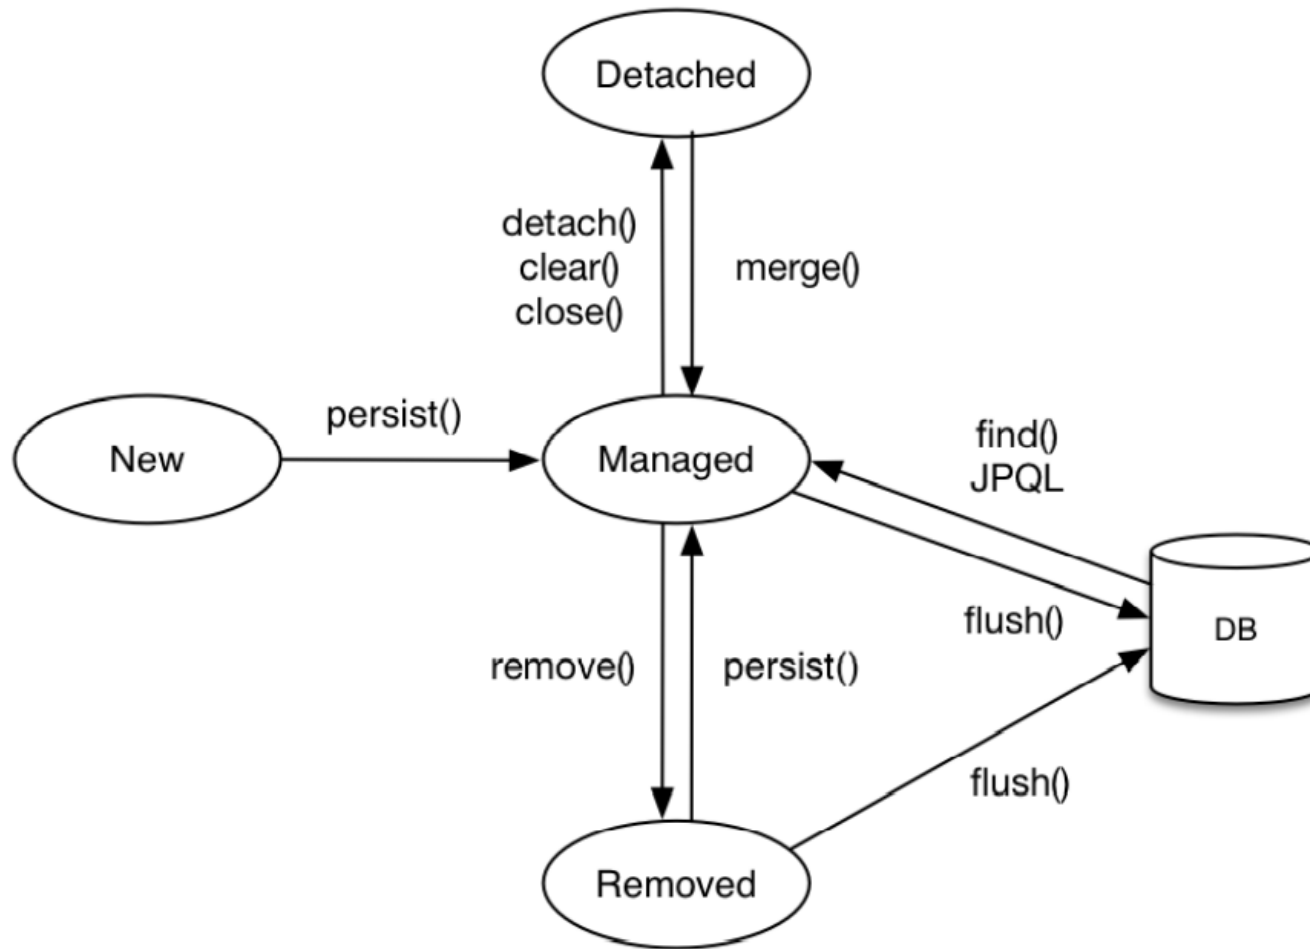 Detached
detach()
clear()
close()
merge()
New
persist()
Managed
find()
JPQL
flush()
DB
remove()
persist()
flush()
Removed